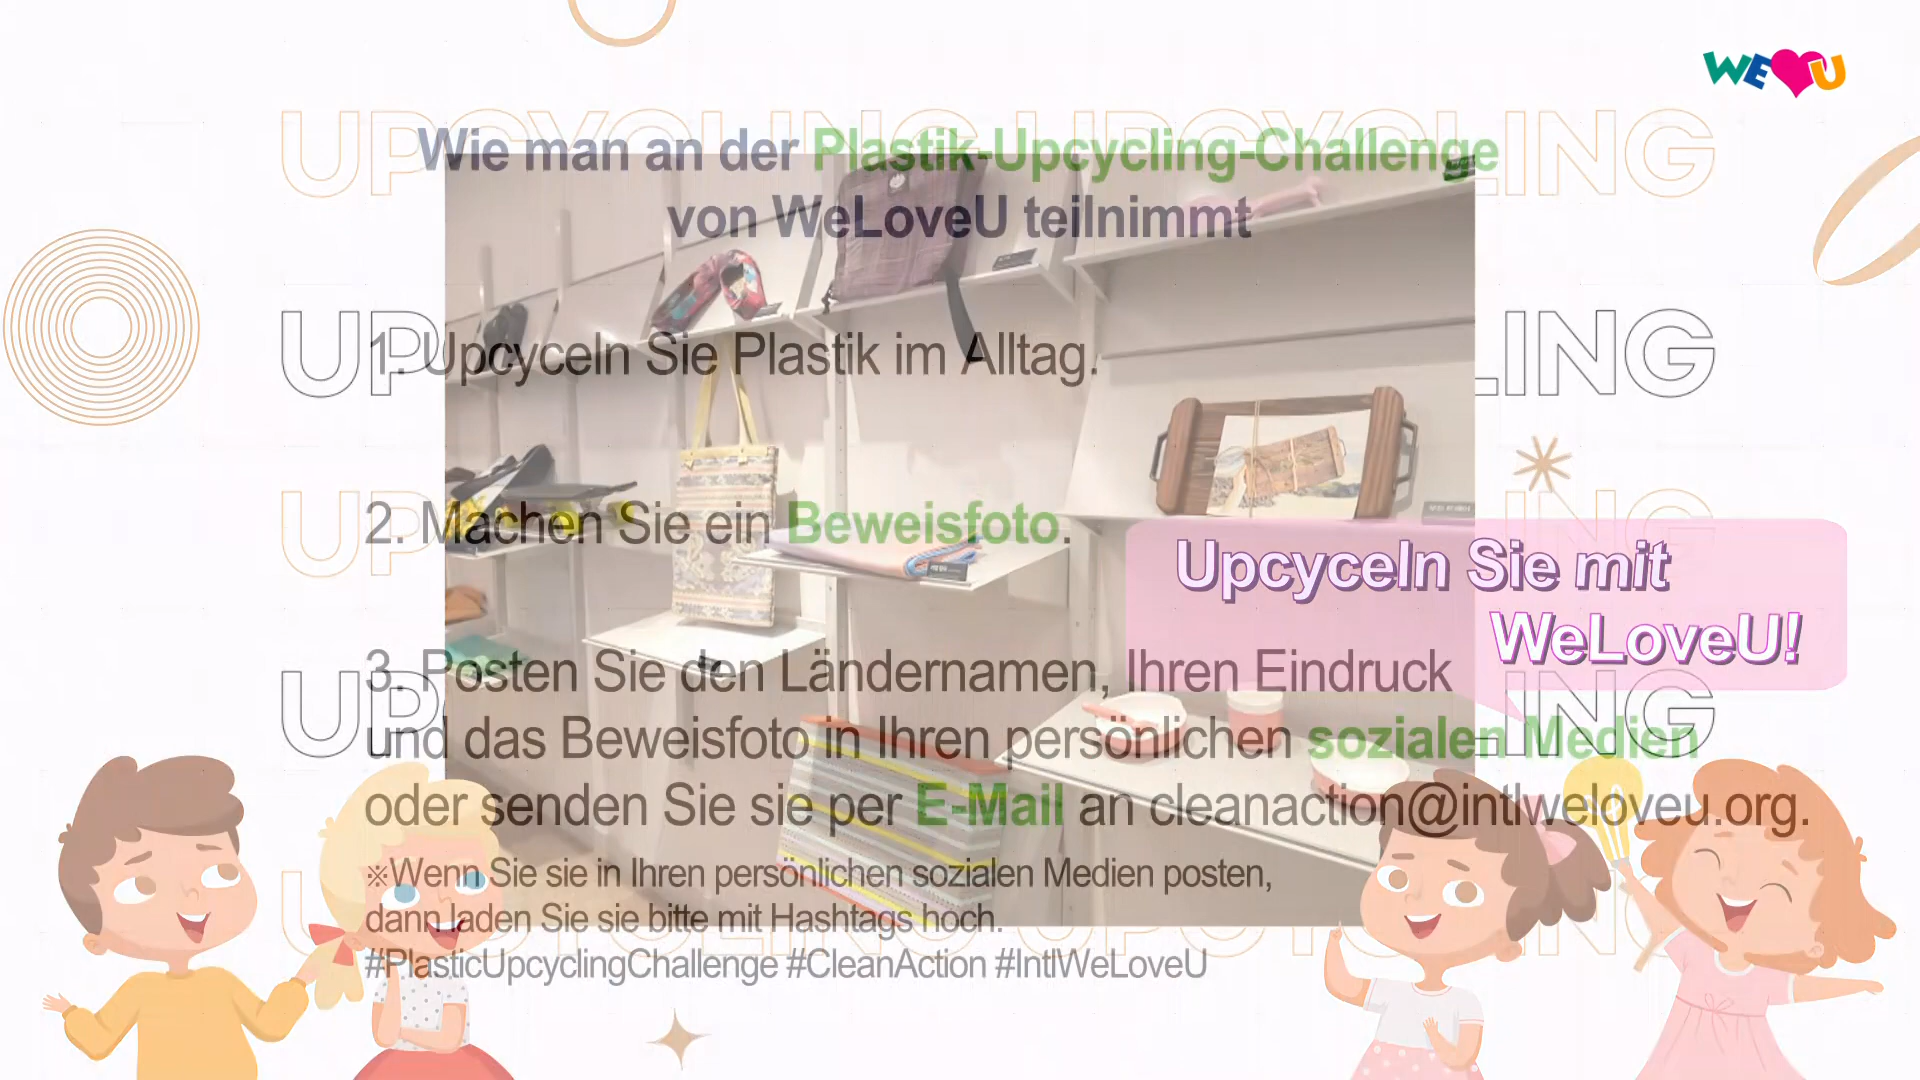 WE U
UPCYCLING UPCYCLING
Wie man an der Plastik-Upcycling-Challenge
von WeLoveU teilnimmt
1. Upcyceln Sie Plastik im Alltag.
2. Machen Sie ein Beweisfoto.
Upcyceln Sie mit
WeLoveU!
3. Posten Sie den Ländernamen, Ihren Eindruck
und das Beweisfoto in Ihren persönlichen sozialen Medien
oder senden Sie sie per E-Mail an cleanaction@intlweloveu.org.
※Wenn Sie sie in Ihren persönlichen sozialen Medien posten,
dann laden Sie sie bitte mit Hashtags hoch.
#PlasticUpcyclingChallenge #CleanAction #IntlWeLoveU